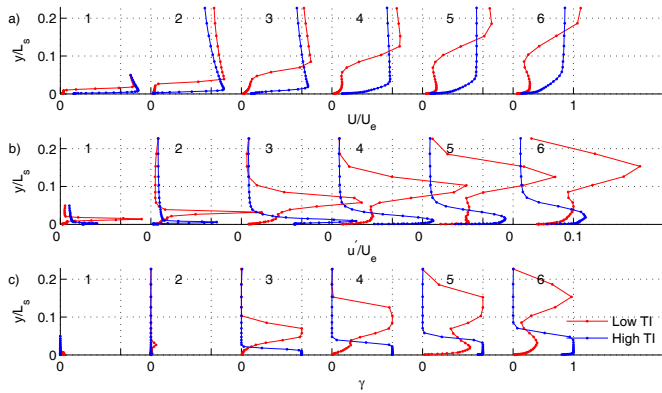 a)
1 2 3 4 5 6
0.2
0.1
0
y/L_s
0 0 0 0 0 0 1
U/U_e
b)
1 2 3 4 5 6
0.2
0.1
0
y/L_s
0 0 0 0 0 0 0.1
u'/U_e
c)
1 2 3 4 5 6
0.2
0.1
0
y/L_s
Low TI
High TI
0 0 0 0 0 0 1
γ